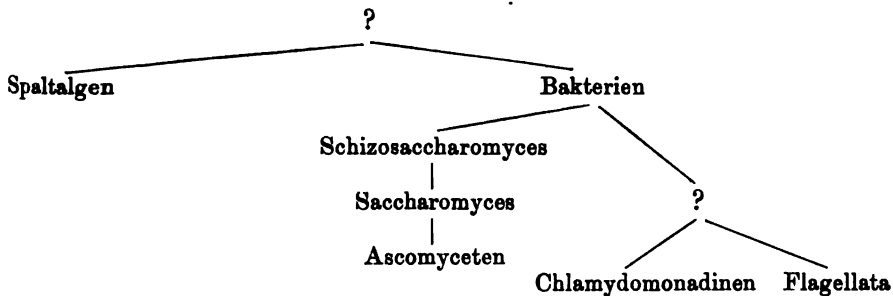 ?
Spaltalgen Bakterien
Schizosaccharomyces
Saccharomyces ?
Ascomyceten
Chlamydomonadinen Flagellata